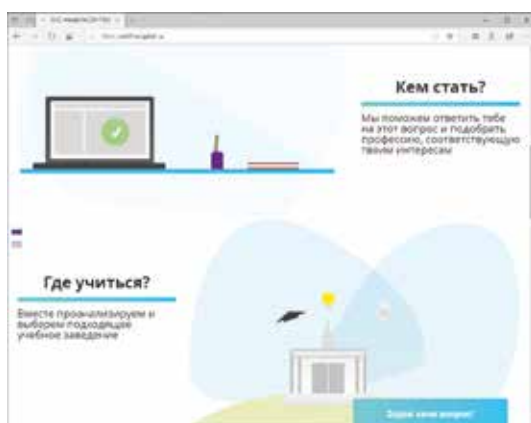 Кем стать?
Мы поможем ответить тебе
на этот вопрос и подобрать
профессию, соответствующую
твоим интересам
Где учиться?
Вместе проанализируем и
выберем подходящее
учебное заведение